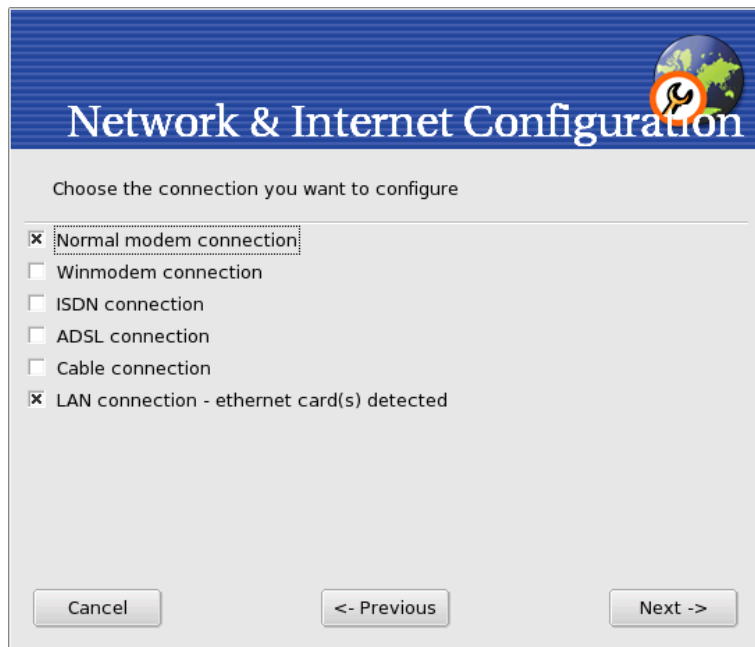 Network & Internet Configuration
Choose the connection you want to configure
Normal modem connection
Winmodem connection
ISDN connection
ADSL connection
Cable connection
LAN connection - ethernet card(s) detected
Cancel
<- Previous
Next ->